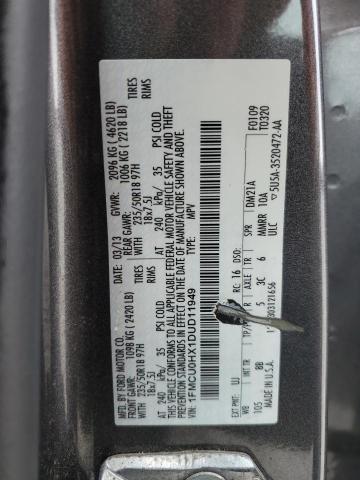 MFD. BY FORD MOTOR CO.
DATE: 03/13 GVWR: 2096 KG ( 4620 LB)
FRONT GAWR: 1098 KG ( 2420 LB) REAR GAWR: 1006 KG ( 2218 LB)
WITH 235/50R18 97H TIRES WITH 235/50R18 97H TIRES
18x7.5J RIMS 18x7.5J RIMS
AT 240 kPa/ 35 PSI COLD AT 240 kPa/ 35 PSI COLD
THIS VEHICLE CONFORMS TO ALL APPLICABLE FEDERAL MOTOR VEHICLE SAFETY AND THEFT
PREVENTION STANDARDS IN EFFECT ON THE DATE OF MANUFACTURE SHOWN ABOVE.
VIN: 1FMCU0HX1DUD11949
TYPE: MPV
F0109
T0320
EXT PNT: UJ RC: 16 DSO:
WB TP/PS R AXLE TR SPR DM21A
105 8B 5 3C 6 MMRR 10A
MADE IN U.S.A. ULC
5U5A-3520472-AA